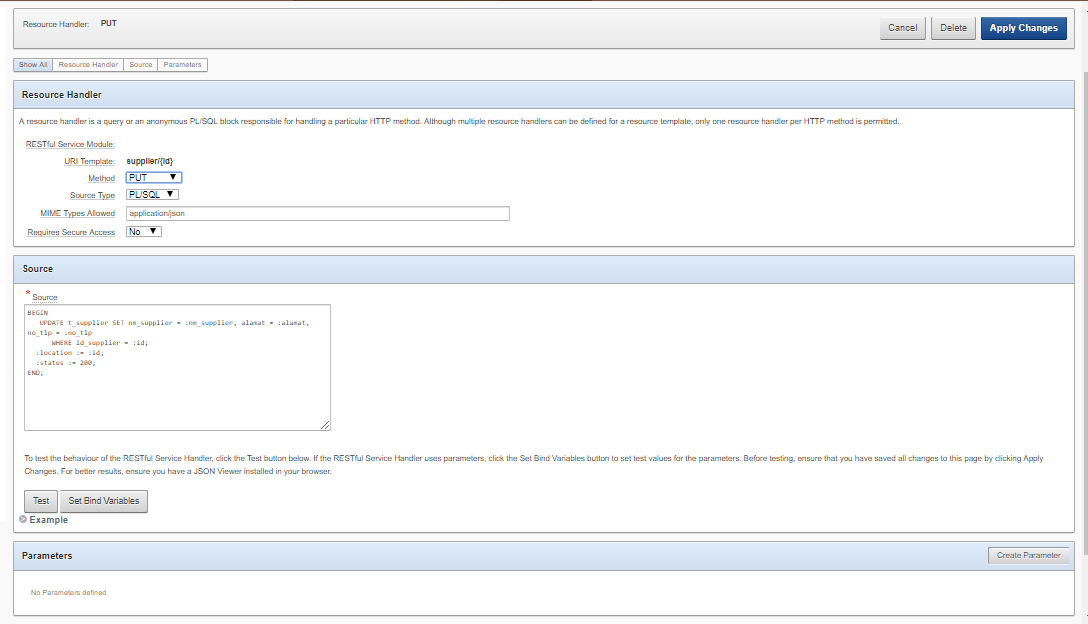 Resource Handler: PUT
Cancel Delete Apply Changes
Show All Resource Handler Source Parameters
Resource Handler
A resource handler is a query or an anonymous PL/SQL block responsible for handling a particular HTTP method. Although multiple resource handlers can be defined for a resource template, only one resource handler per HTTP method is permitted.
RESTful Service Module:
URI Template: supplier/{id}
Method PUT
Source Type PL/SQL
MIME Types Allowed application/json
Requires Secure Access No
Source
* Source
BEGIN
UPDATE t_supplier SET nm_supplier = :nm_supplier, alamat = :alamat,
no_tlp = :no_tlp
WHERE id_supplier = :id;
:location := :id;
:status := 200;
END;
To test the behaviour of the RESTful Service Handler, click the Test button below. If the RESTful Service Handler uses parameters, click the Set Bind Variables button to set test values for the parameters. Before testing, ensure that you have saved all changes to this page by clicking Apply
Changes. For better results, ensure you have a JSON Viewer installed in your browser.
Test Set Bind Variables
Example
Parameters Create Parameter
No Parameters defined